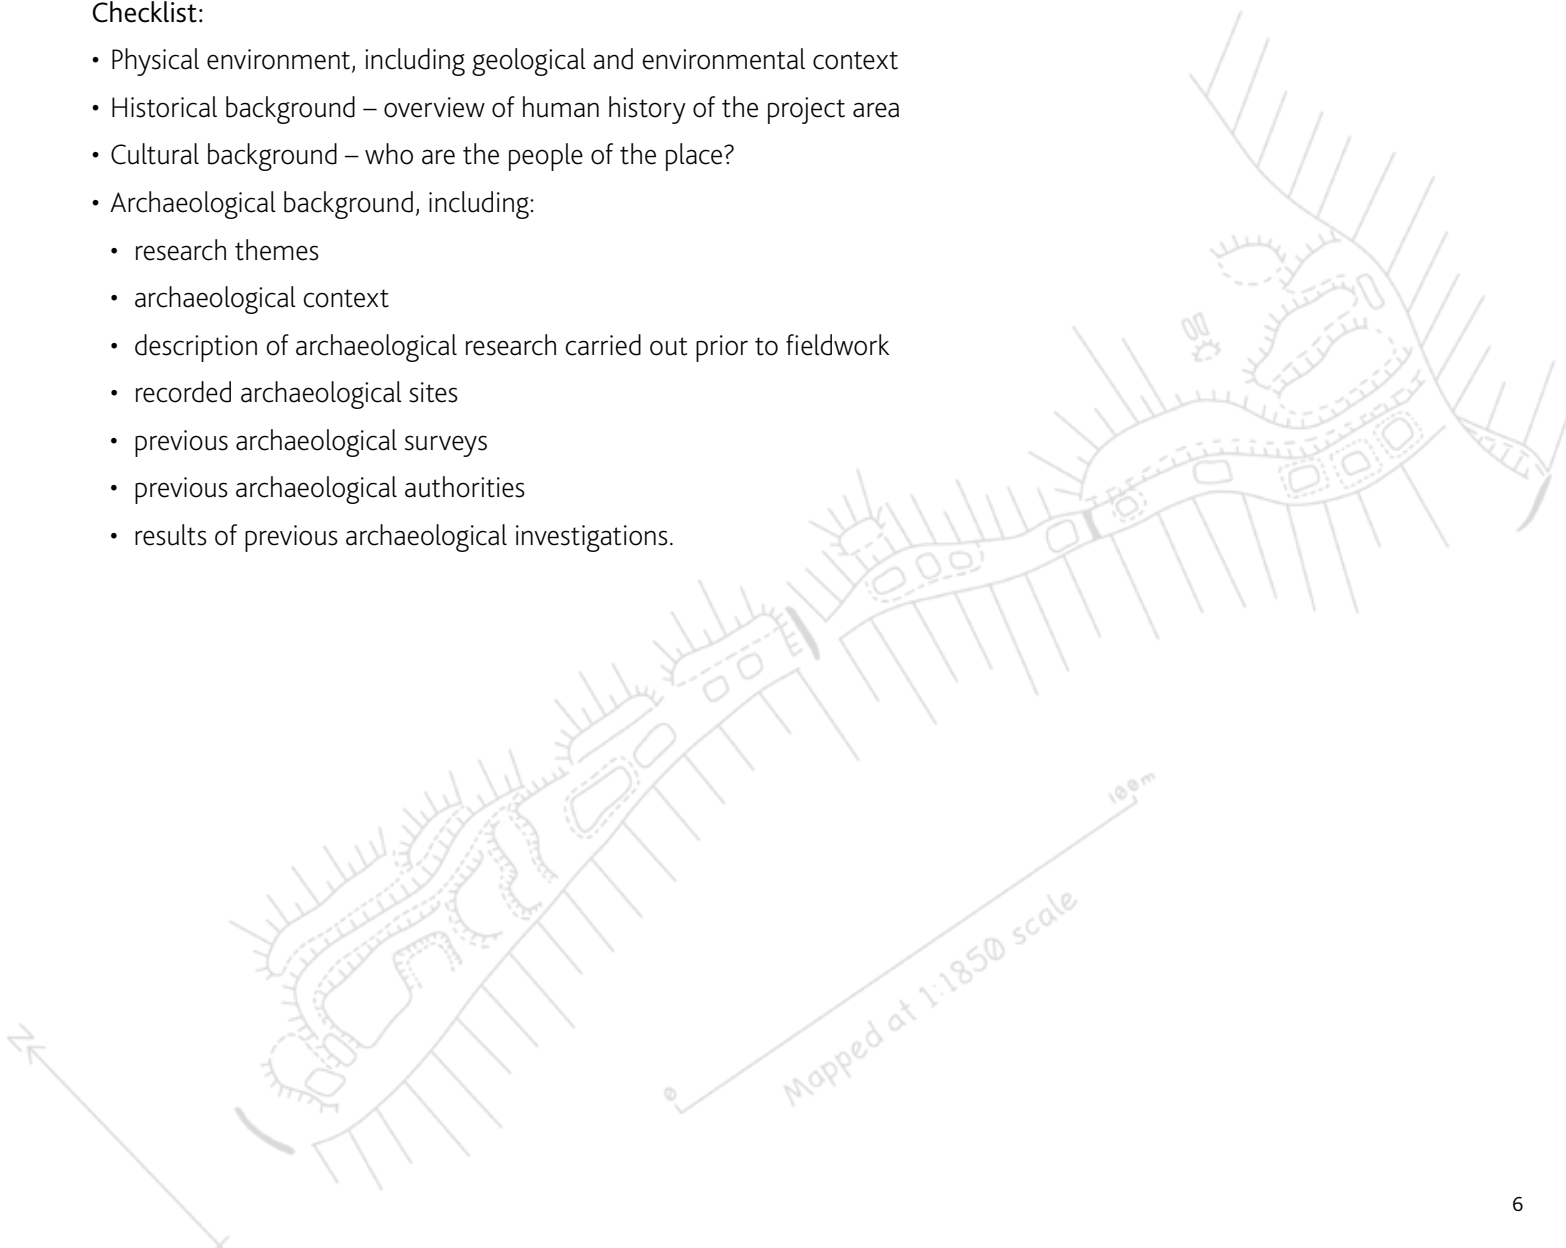 Checklist:
• Physical environment, including geological and environmental context
• Historical background – overview of human history of the project area
• Cultural background – who are the people of the place?
• Archaeological background, including:
• research themes
• archaeological context
• description of archaeological research carried out prior to fieldwork
• recorded archaeological sites
• previous archaeological surveys
• previous archaeological authorities
• results of previous archaeological investigations.
100m
0
Mapped at 1:1850 scale
N
6